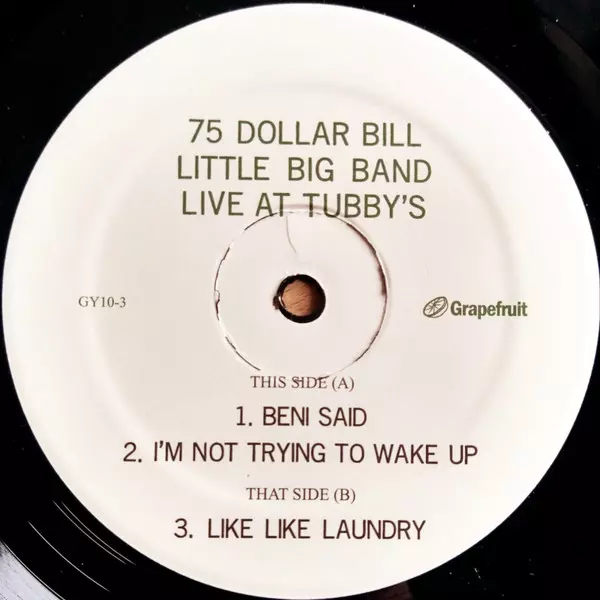 75 DOLLAR BILL
LITTLE BIG BAND
LIVE AT TUBBY'S
GY10-3
Grapefruit
THIS SIDE (A)
1. BENI SAID
2. I'M NOT TRYING TO WAKE UP
THAT SIDE (B)
3. LIKE LIKE LAUNDRY